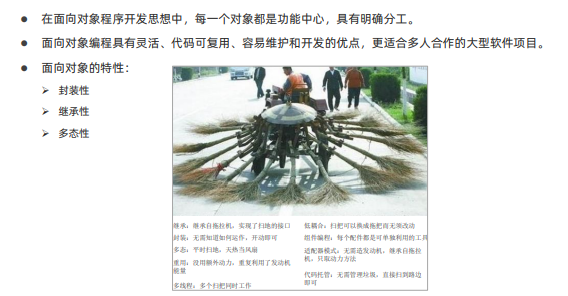 在面向对象程序开发思想中，每一个对象都是功能中心，具有明确分工。
面向对象编程具有灵活、代码可复用、容易维护和开发的优点，更适合多人合作的大型软件项目。
面向对象的特性：
封装性
继承性
多态性
继承：继承自拖拉机，实现了扫地的接口
封装：无需知道如何运作，开动即可
多态：平时扫地，天热当风扇
重用：没用额外动力，重复利用了发动机
能量
多线程：多个扫把同时工作
低耦合：扫把可以换成拖把而无须改动
组件编程：每个配件都是可单独利用的工具
适配器模式：无需造发动机，继承自拖拉
机，只取动力方法
代码托管：无需管理垃圾，直接扫到路边
即可